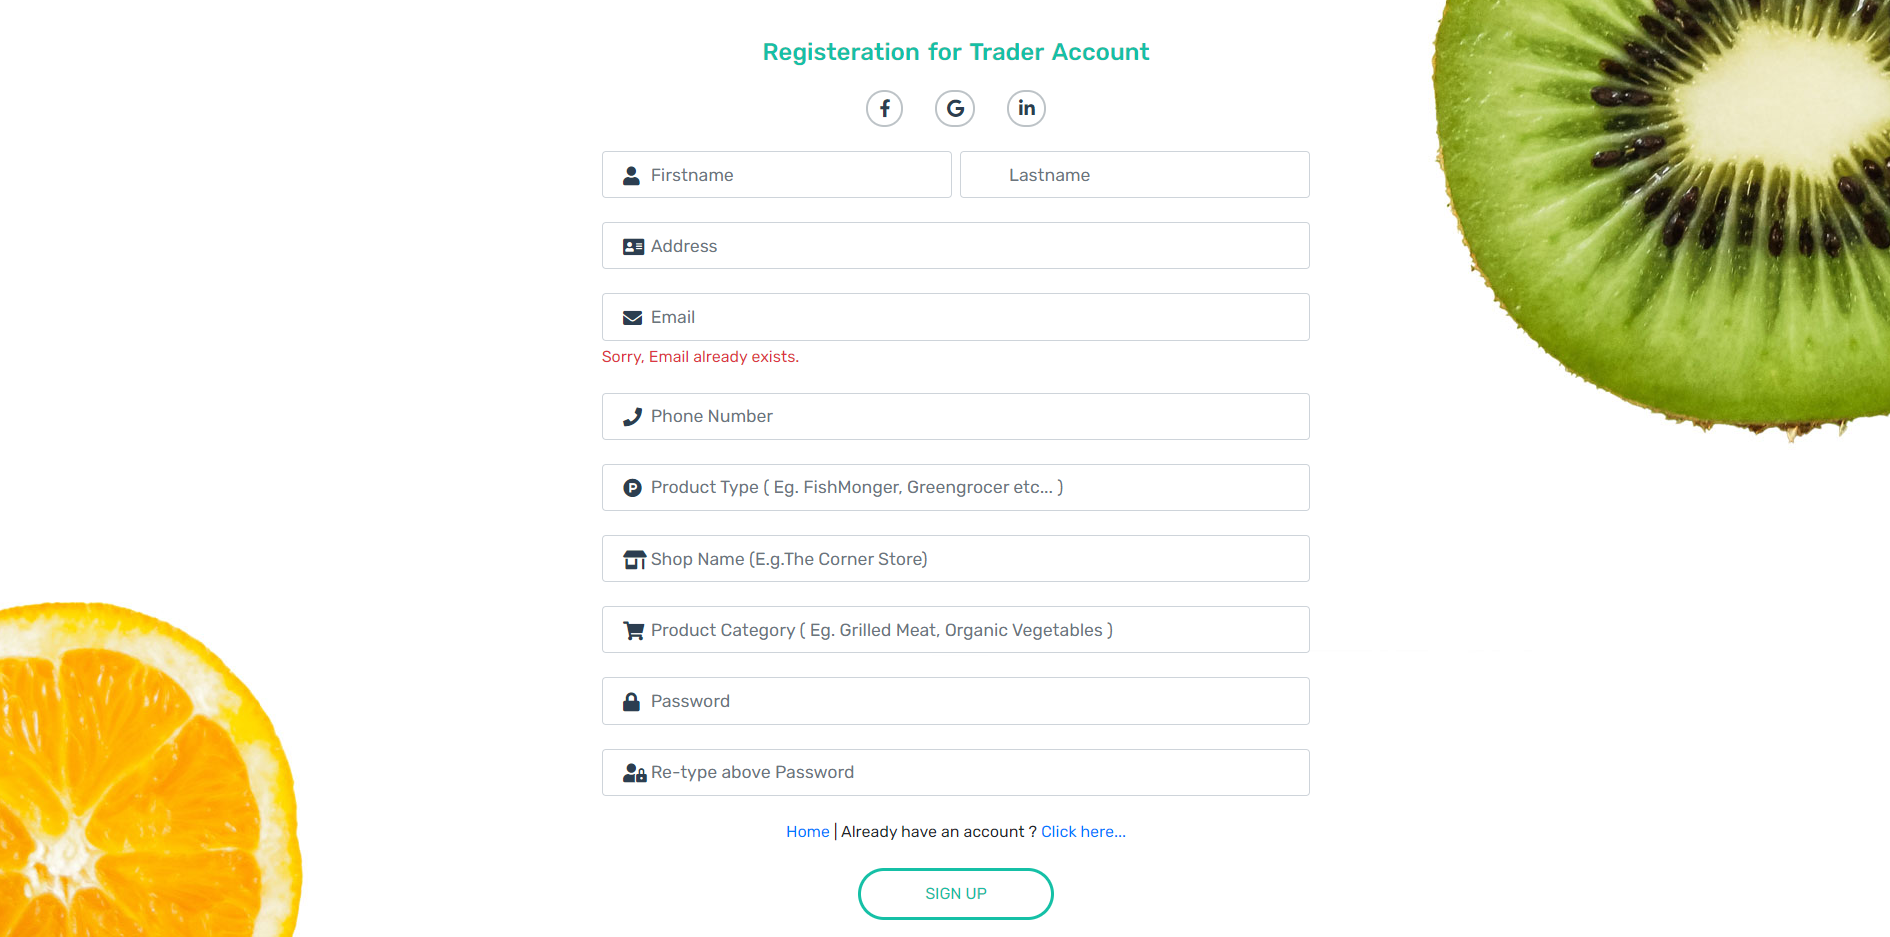 Registeration for Trader Account
f G in
Firstname Lastname
Address
Email
Sorry, Email already exists.
Phone Number
P Product Type ( Eg. FishMonger, Greengrocer etc... )
Shop Name (E.g.The Corner Store)
Product Category ( Eg. Grilled Meat, Organic Vegetables )
Password
Re-type above Password
Home | Already have an account ? Click here...
SIGN UP